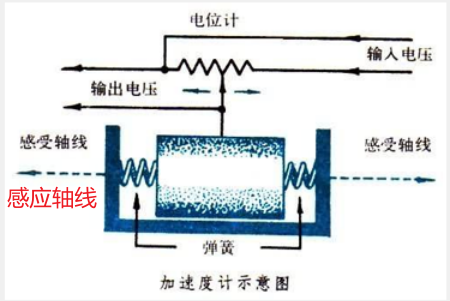 电位计
输入电压
输出电压
感受轴线
感受轴线
感应轴线
弹簧
加速度计示意图